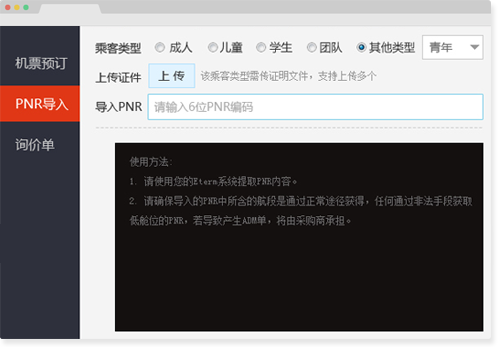 机票预订
PNR导入
询价单
乘客类型 成人 儿童 学生 团队 其他类型 青年
上传证件 上 传 该乘客类型需传证明文件，支持上传多个
导入PNR 请输入6位PNR编码
使用方法:
1. 请使用您的Eterm系统提取PNR内容。
2. 请确保导入的PNR中所含的航段是通过正常途径获得，任何通过非法手段获取
低舱位的PNR，若导致产生ADM单，将由采购商承担。